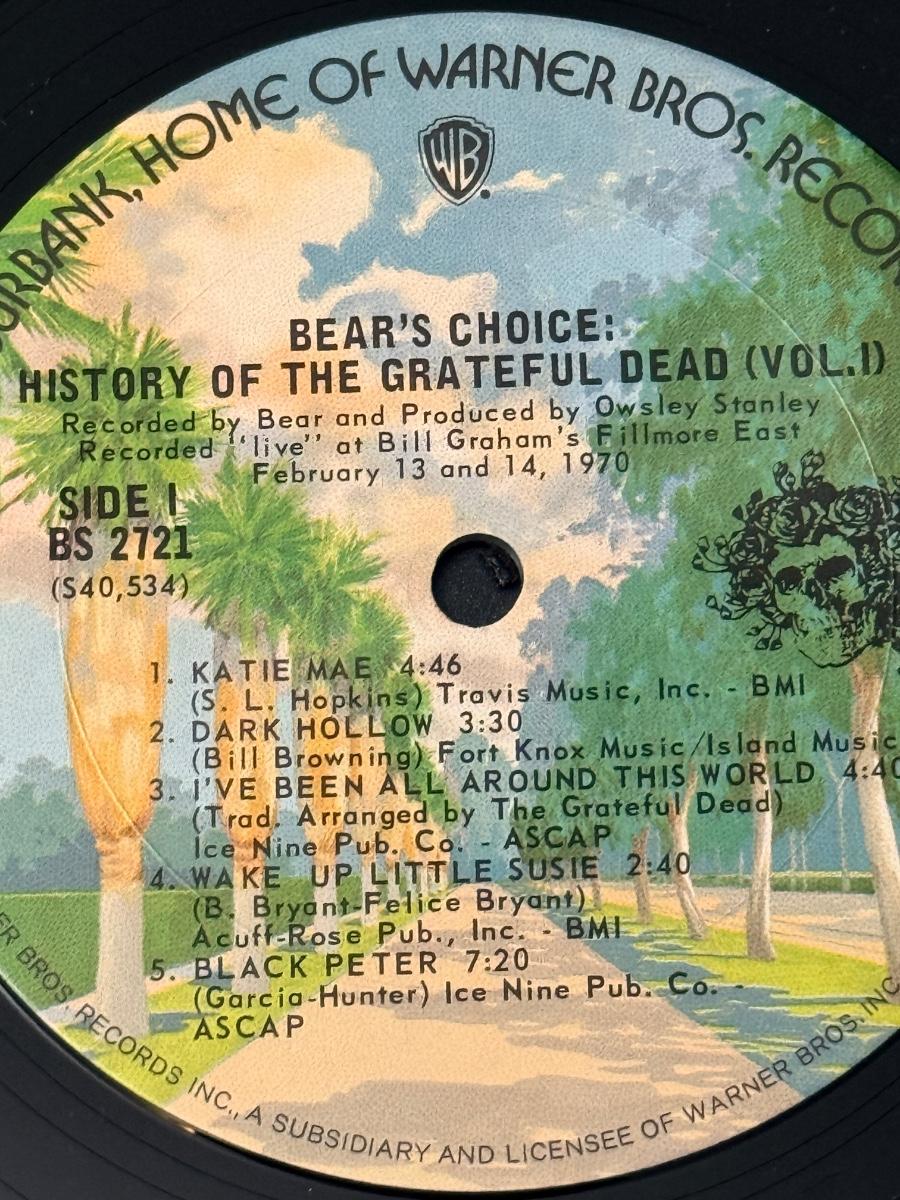 BURBANK, HOME OF WARNER BROS. RECOR
WB
BEAR'S CHOICE:
HISTORY OF THE GRATEFUL DEAD (VOL.I)
Recorded by Bear and Produced by Owsley Stanley
Recorded "live" at Bill Graham's Fillmore East
February 13 and 14, 1970
SIDE I
BS 2721
(S40,534)
1. KATIE MAE 4:46
(S. L. Hopkins) Travis Music, Inc. - BMI
2. DARK HOLLOW 3:30
(Bill Browning) Fort Knox Music/Island Music
3. I'VE BEEN ALL AROUND THIS WORLD 4:40
(Trad. Arranged by The Grateful Dead)
Ice Nine Pub. Co. - ASCAP
4. WAKE UP LITTLE SUSIE 2:40
(B. Bryant-Felice Bryant)
Acuff-Rose Pub., Inc. - BMI
5. BLACK PETER 7:20
(Garcia-Hunter) Ice Nine Pub. Co. -
ASCAP
ER BROS. RECORDS INC., A SUBSIDIARY AND LICENSEE OF WARNER BROS. INC